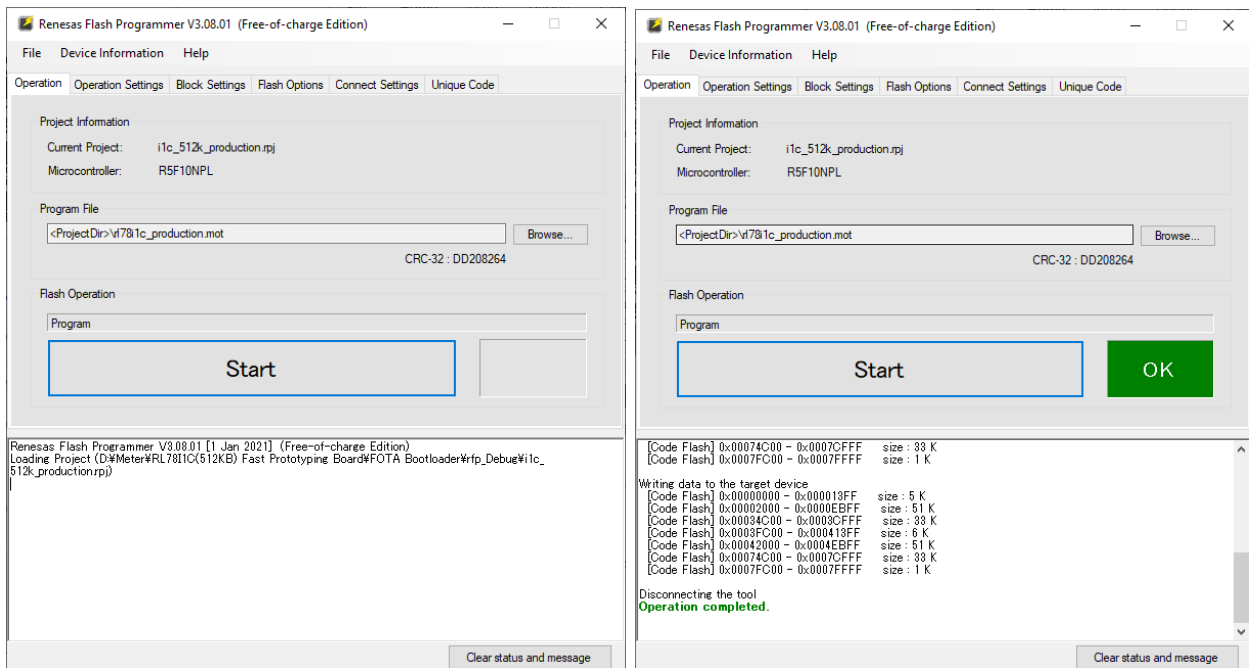 Renesas Flash Programmer V3.08.01 (Free-of-charge Edition)
File Device Information Help
Operation Operation Settings Block Settings Flash Options Connect Settings Unique Code
Project Information
Current Project: i1c_512k_production.rpj
Microcontroller: R5F10NPL
Program File
<ProjectDir>\rl78i1c_production.mot
Browse...
CRC-32 : DD208264
Flash Operation
Program
Start
Renesas Flash Programmer V3.08.01 [1 Jan 2021] (Free-of-charge Edition)
Loading Project (D:¥Meter¥RL78I1C(512KB) Fast Prototyping Board¥FOTA Bootloader¥rfp_Debug¥i1c_
512k_production.rpj)
Clear status and message
Renesas Flash Programmer V3.08.01 (Free-of-charge Edition)
File Device Information Help
Operation Operation Settings Block Settings Flash Options Connect Settings Unique Code
Project Information
Current Project: i1c_512k_production.rpj
Microcontroller: R5F10NPL
Program File
<ProjectDir>\rl78i1c_production.mot
Browse...
CRC-32 : DD208264
Flash Operation
Program
Start
OK
[Code Flash] 0x00074C00 - 0x0007CFFF size : 33 K
[Code Flash] 0x0007FC00 - 0x0007FFFF size : 1 K
Writing data to the target device
[Code Flash] 0x00000000 - 0x000013FF size : 5 K
[Code Flash] 0x00002000 - 0x0000EBFF size : 51 K
[Code Flash] 0x00034C00 - 0x0003CFFF size : 33 K
[Code Flash] 0x0003FC00 - 0x000413FF size : 6 K
[Code Flash] 0x00042000 - 0x0004EBFF size : 51 K
[Code Flash] 0x00074C00 - 0x0007CFFF size : 33 K
[Code Flash] 0x0007FC00 - 0x0007FFFF size : 1 K
Disconnecting the tool
Operation completed.
Clear status and message